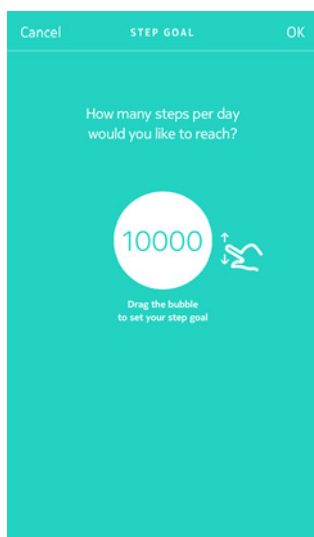 Cancel STEP GOAL OK
How many steps per day
would you like to reach?
10000
Drag the bubble
to set your step goal